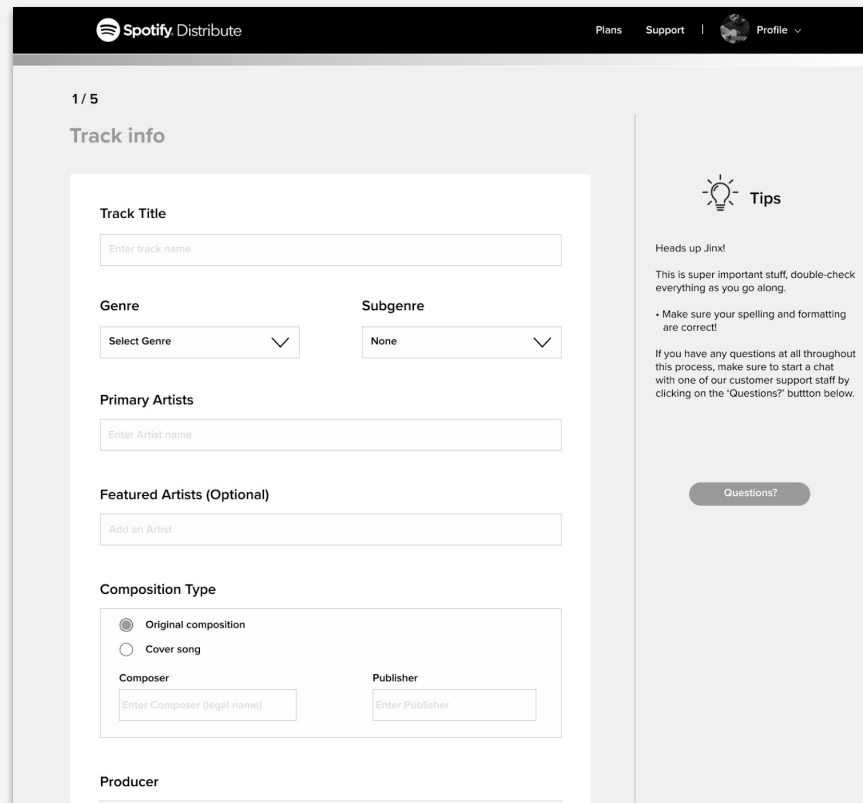 Spotify Distribute
Plans Support | Profile
1 / 5
Track info
Track Title
Enter track name
Genre Subgenre
Select Genre None
Primary Artists
Enter Artist name
Featured Artists (Optional)
Add an Artist
Composition Type
Original composition
Cover song
Composer Publisher
Enter Composer (legal name) Enter Publisher
Producer
Tips
Heads up Jinx!
This is super important stuff, double-check
everything as you go along.
• Make sure your spelling and formatting
are correct!
If you have any questions at all throughout
this process, make sure to start a chat
with one of our customer support staff by
clicking on the ‘Questions?’ buttton below.
Questions?